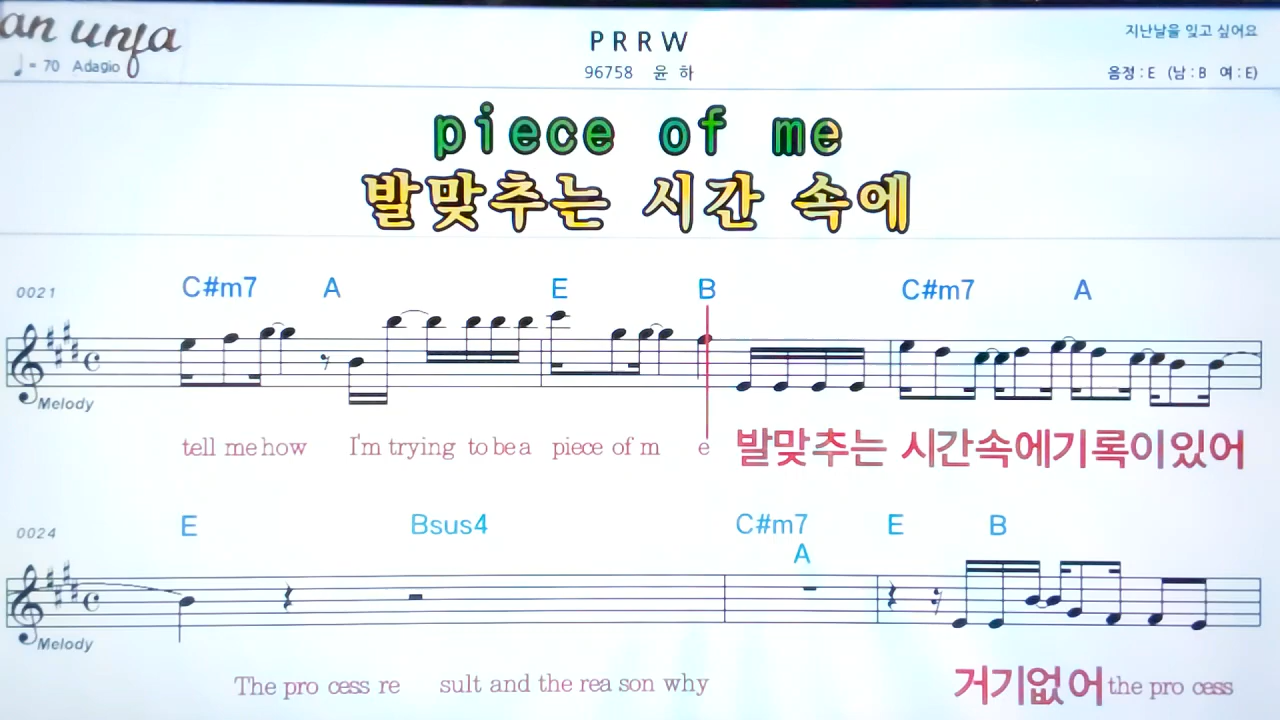 an unja
♩= 70 Adagio
PRRW
96758 윤 하
지난날을 잊고 싶어요
음정 : E (남 : B 여 : E)
piece of me
발맞추는 시간 속에
0021 C#m7 A E B C#m7 A
Melody
tell me how I'm trying to be a piece of m e 발맞추는 시간속에기록이있어
0024 E Bsus4 C#m7 E B
A
Melody
The pro cess re sult and the rea son why 거기없어 the pro cess